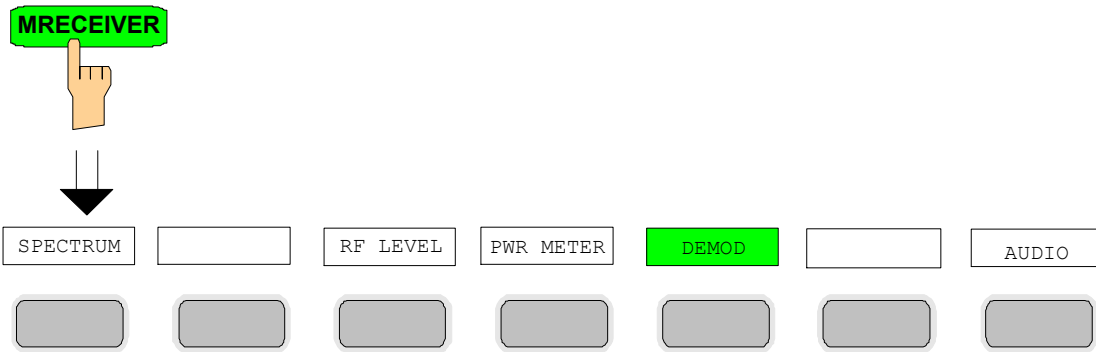 MRECEIVER
SPECTRUM
RF LEVEL
PWR METER
DEMOD
AUDIO